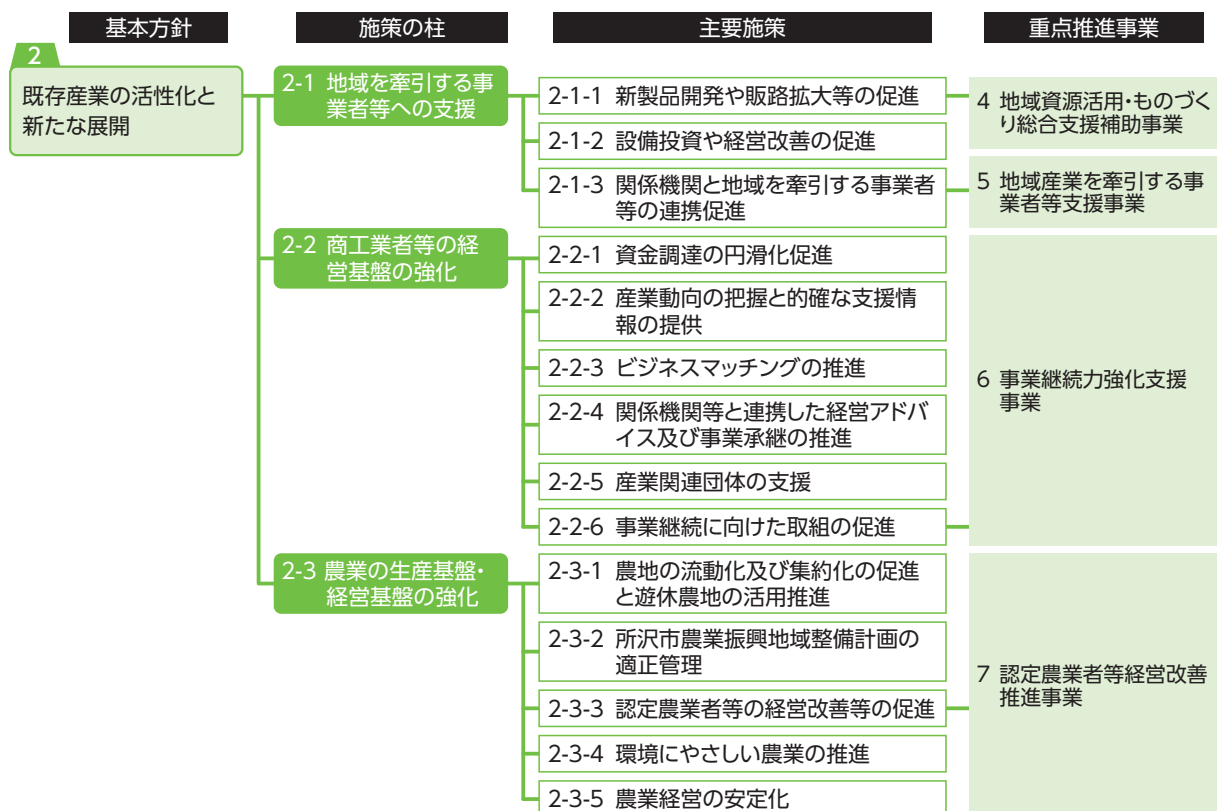 基本方針
施策の柱
主要施策
重点推進事業
2
既存産業の活性化と
新たな展開
2-1 地域を牽引する事
業者等への支援
2-1-1 新製品開発や販路拡大等の促進
2-1-2 設備投資や経営改善の促進
2-1-3 関係機関と地域を牽引する事業者
等の連携促進
4 地域資源活用・ものづく
り総合支援補助事業
5 地域産業を牽引する事
業者等支援事業
2-2 商工業者等の経
営基盤の強化
2-2-1 資金調達の円滑化促進
2-2-2 産業動向の把握と的確な支援情
報の提供
2-2-3 ビジネスマッチングの推進
2-2-4 関係機関等と連携した経営アドバ
イス及び事業承継の推進
2-2-5 産業関連団体の支援
2-2-6 事業継続に向けた取組の促進
6 事業継続力強化支援
事業
2-3 農業の生産基盤・
経営基盤の強化
2-3-1 農地の流動化及び集約化の促進
と遊休農地の活用推進
2-3-2 所沢市農業振興地域整備計画の
適正管理
2-3-3 認定農業者等の経営改善等の促進
2-3-4 環境にやさしい農業の推進
2-3-5 農業経営の安定化
7 認定農業者等経営改善
推進事業